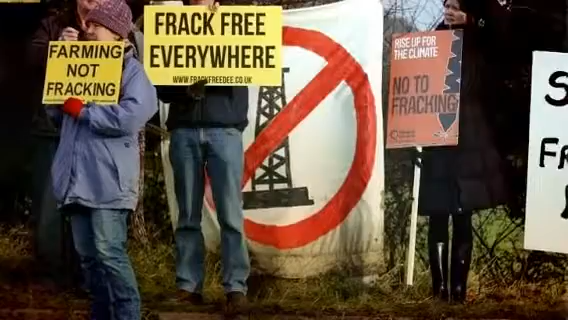 FARMING
NOT
FRACKING
FRACK FREE
EVERYWHERE
WWW.FRACKFREEDEE.CO.UK
RISE UP FOR
THE CLIMATE
NO TO
FRACKING
S
FR